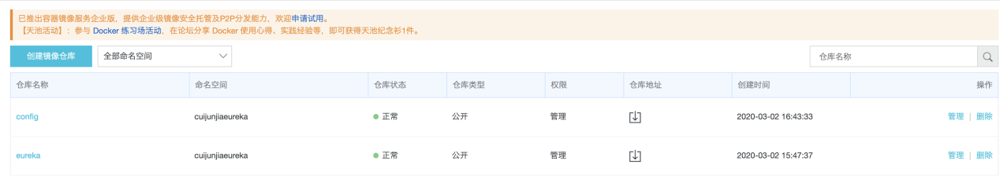 已推出容器镜像服务企业版，提供企业级镜像安全托管及P2P分发能力，欢迎申请试用。
【天池活动】：参与 Docker 练习场活动，在论坛分享 Docker 使用心得、实践经验等，即可获得天池纪念衫1件。
创建镜像仓库 全部命名空间 仓库名称
仓库名称 命名空间 仓库状态 仓库类型 权限 仓库地址 创建时间 操作
config cuijunjiaeureka 正常 公开 管理 2020-03-02 16:43:33 管理 | 删除
eureka cuijunjiaeureka 正常 公开 管理 2020-03-02 15:47:37 管理 | 删除